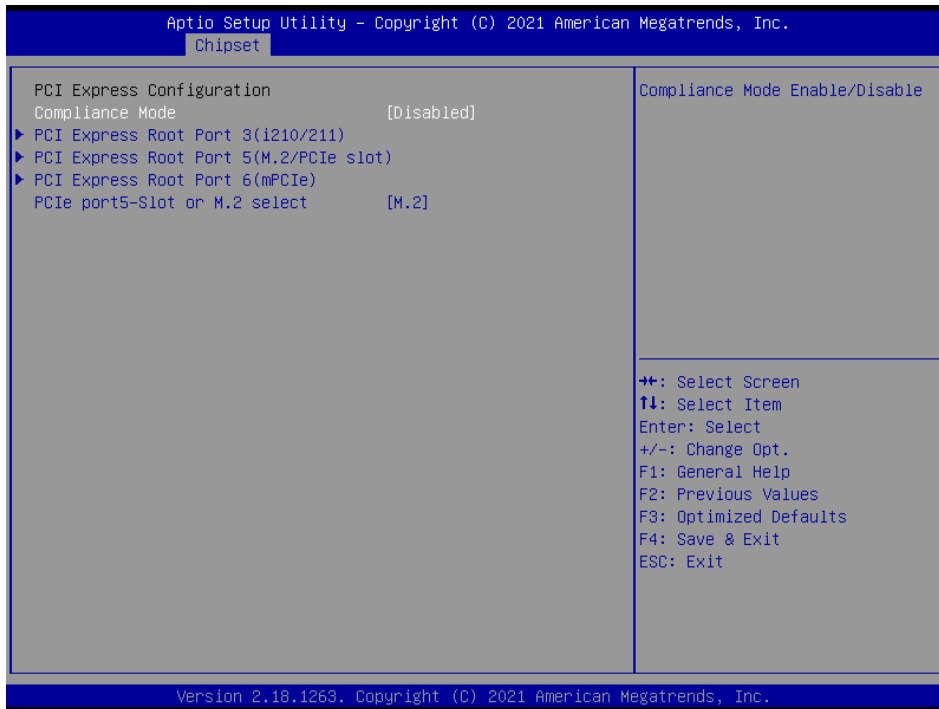 Aptio Setup Utility – Copyright (C) 2021 American Megatrends, Inc.
Chipset
PCI Express Configuration
Compliance Mode [Disabled]
PCI Express Root Port 3(i210/211)
PCI Express Root Port 5(M.2/PCIe slot)
PCI Express Root Port 6(mPCIe)
PCIe port5-Slot or M.2 select [M.2]
Compliance Mode Enable/Disable
→←: Select Screen
↑↓: Select Item
Enter: Select
+/-: Change Opt.
F1: General Help
F2: Previous Values
F3: Optimized Defaults
F4: Save & Exit
ESC: Exit
Version 2.18.1263. Copyright (C) 2021 American Megatrends, Inc.